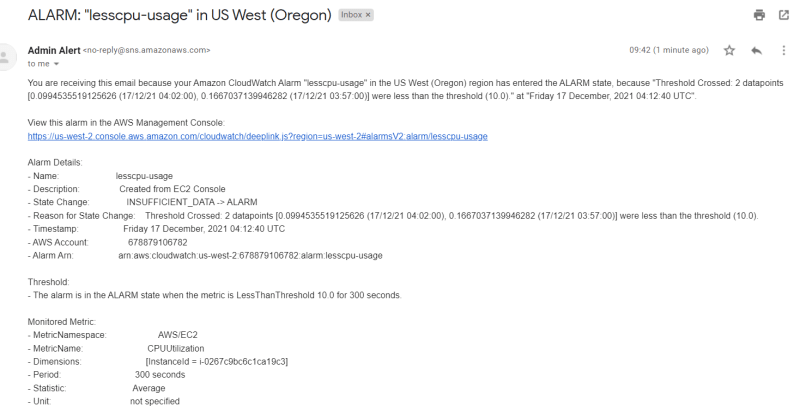 ALARM: "lesscpu-usage" in US West (Oregon) Inbox ×
Admin Alert <no-reply@sns.amazonaws.com> 09:42 (1 minute ago)
to me
You are receiving this email because your Amazon CloudWatch Alarm "lesscpu-usage" in the US West (Oregon) region has entered the ALARM state, because "Threshold Crossed: 2 datapoints
[0.0994535519125626 (17/12/21 04:02:00), 0.1667037139946282 (17/12/21 03:57:00)] were less than the threshold (10.0)." at "Friday 17 December, 2021 04:12:40 UTC".
View this alarm in the AWS Management Console:
https://us-west-2.console.aws.amazon.com/cloudwatch/deeplink.js?region=us-west-2#alarmsV2:alarm/lesscpu-usage
Alarm Details:
- Name: lesscpu-usage
- Description: Created from EC2 Console
- State Change: INSUFFICIENT_DATA -> ALARM
- Reason for State Change: Threshold Crossed: 2 datapoints [0.0994535519125626 (17/12/21 04:02:00), 0.1667037139946282 (17/12/21 03:57:00)] were less than the threshold (10.0).
- Timestamp: Friday 17 December, 2021 04:12:40 UTC
- AWS Account: 678879106782
- Alarm Arn: arn:aws:cloudwatch:us-west-2:678879106782:alarm:lesscpu-usage
Threshold:
- The alarm is in the ALARM state when the metric is LessThanThreshold 10.0 for 300 seconds.
Monitored Metric:
- MetricNamespace: AWS/EC2
- MetricName: CPUUtilization
- Dimensions: [InstanceId = i-0267c9bc6c1ca19c3]
- Period: 300 seconds
- Statistic: Average
- Unit: not specified